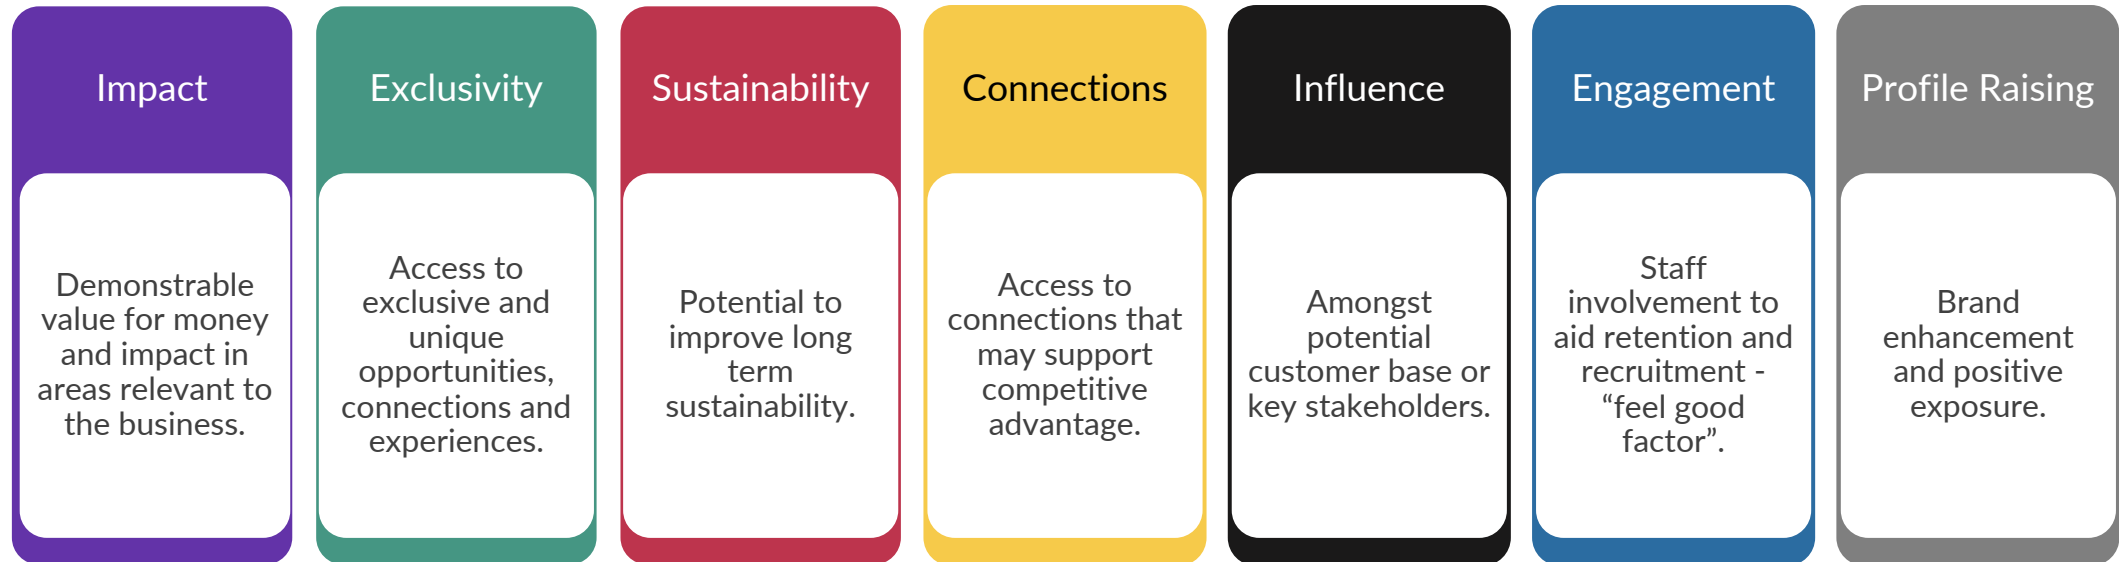 Impact
Demonstrable
value for money
and impact in
areas relevant to
the business.
Exclusivity
Access to
exclusive and
unique
opportunities,
connections and
experiences.
Sustainability
Potential to
improve long
term
sustainability.
Connections
Access to
connections that
may support
competitive
advantage.
Influence
Amongst
potential
customer base or
key stakeholders.
Engagement
Staff
involvement to
aid retention and
recruitment -
“feel good
factor”.
Profile Raising
Brand
enhancement
and positive
exposure.